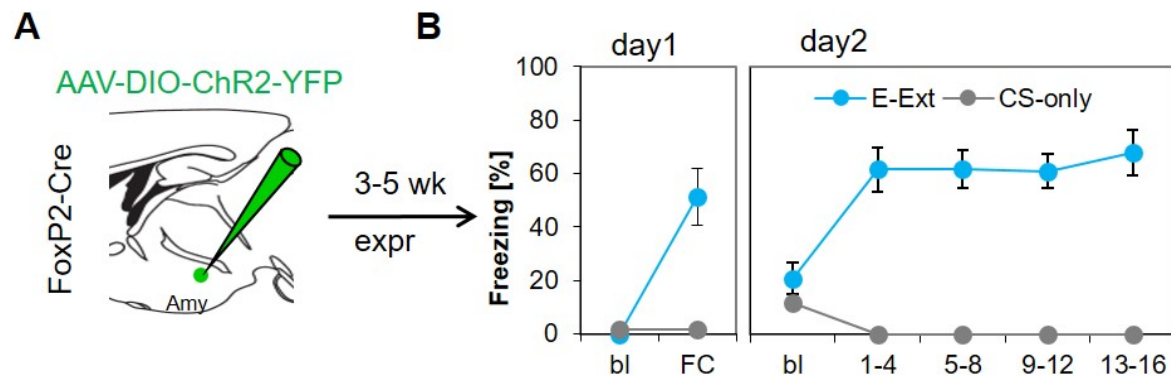 A
AAV-DIO-ChR2-YFP
FoxP2-Cre
Amy
3-5 wk
expr
B
day1
day2
Freezing [%]
100
80
60
40
20
0
E-Ext
CS-only
bl
FC
bl
1-4
5-8
9-12
13-16